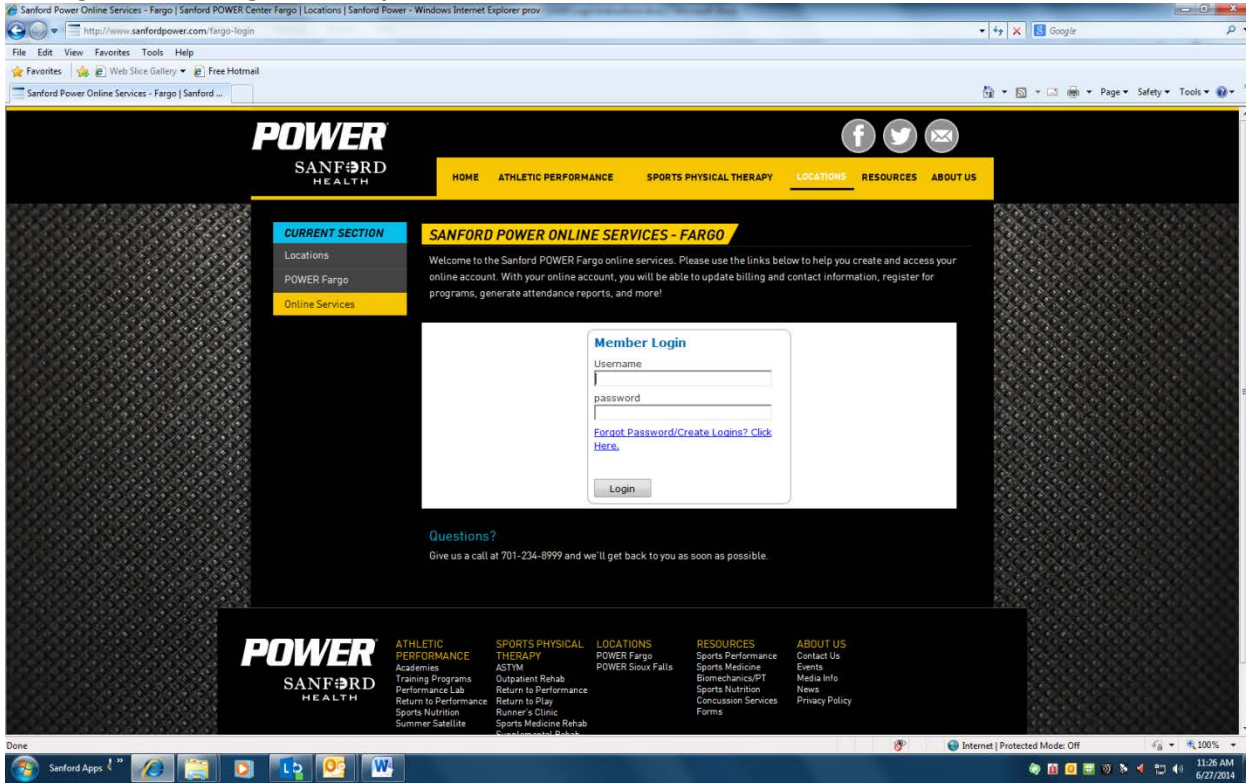 Sanford Power Online Services - Fargo | Sanford POWER Center Fargo | Locations | Sanford Power - Windows Internet Explorer prov
http://www.sanfordpower.com/fargo-login
Google
File Edit View Favorites Tools Help
Favorites Web Slice Gallery Free Hotmail
Sanford Power Online Services - Fargo | Sanford ...
Page Safety Tools
POWER
SANFORD
HEALTH
HOME ATHLETIC PERFORMANCE SPORTS PHYSICAL THERAPY LOCATIONS RESOURCES ABOUT US
CURRENT SECTION
Locations
POWER Fargo
Online Services
SANFORD POWER ONLINE SERVICES - FARGO
Welcome to the Sanford POWER Fargo online services. Please use the links below to help you create and access your
online account. With your online account, you will be able to update billing and contact information, register for
programs, generate attendance reports, and more!
Member Login
Username
password
Forgot Password/Create Logins? Click
Here.
Login
Questions?
Give us a call at 701-234-8999 and we'll get back to you as soon as possible.
POWER
SANFORD
HEALTH
ATHLETIC
PERFORMANCE
Academies
Training Programs
Performance Lab
Return to Performance
Sports Nutrition
Summer Satellite
SPORTS PHYSICAL
THERAPY
ASTYM
Outpatient Rehab
Return to Performance
Return to Play
Runner's Clinic
Sports Medicine Rehab
Supplemental Rehab
LOCATIONS
POWER Fargo
POWER Sioux Falls
RESOURCES
Sports Performance
Sports Medicine
Biomechanics/PT
Sports Nutrition
Concussion Services
Forms
ABOUT US
Contact Us
Events
Media Info
News
Privacy Policy
Done
Internet | Protected Mode: Off
100%
Sanford Apps
11:26 AM
6/27/2014